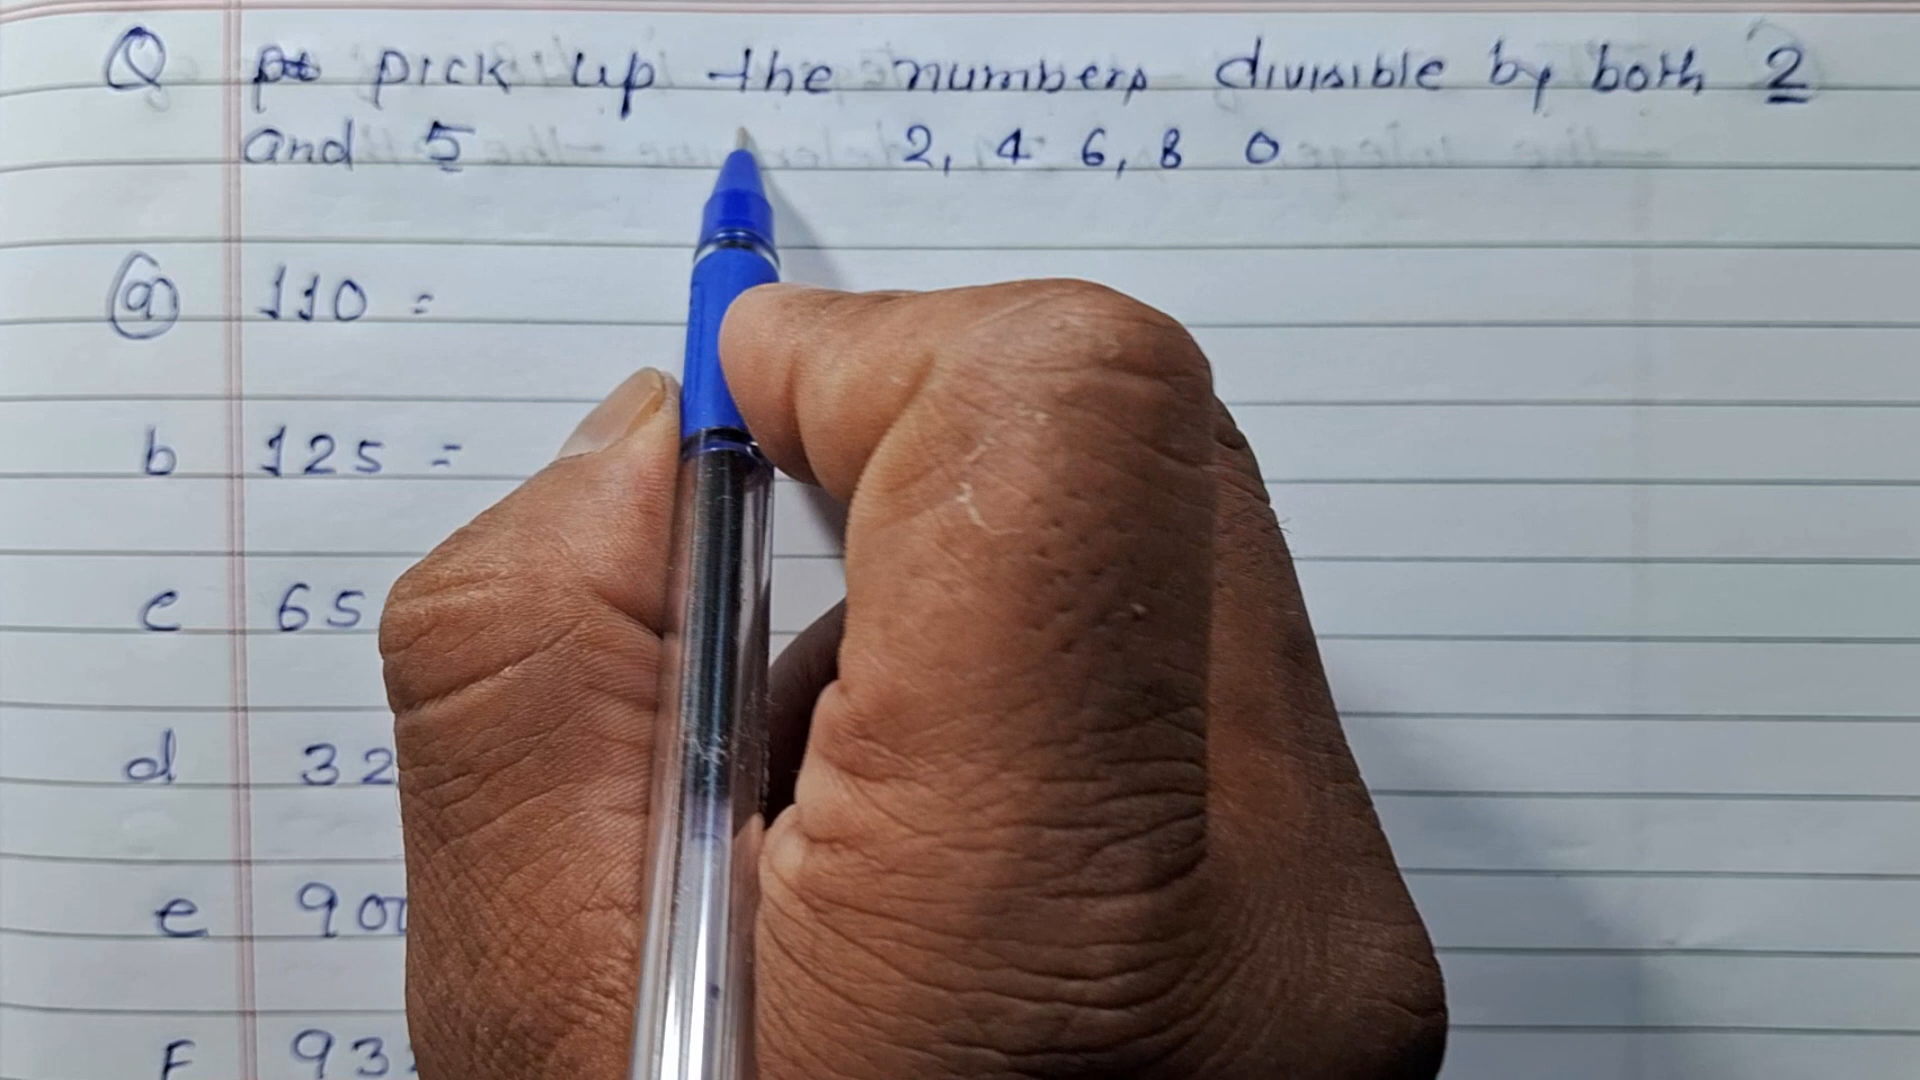 Q pick up the numbers divisible by both 2
and 5 2, 4 6, 8 0
a 110 =
b 125 =
c 65
d 32
e 90
F 93